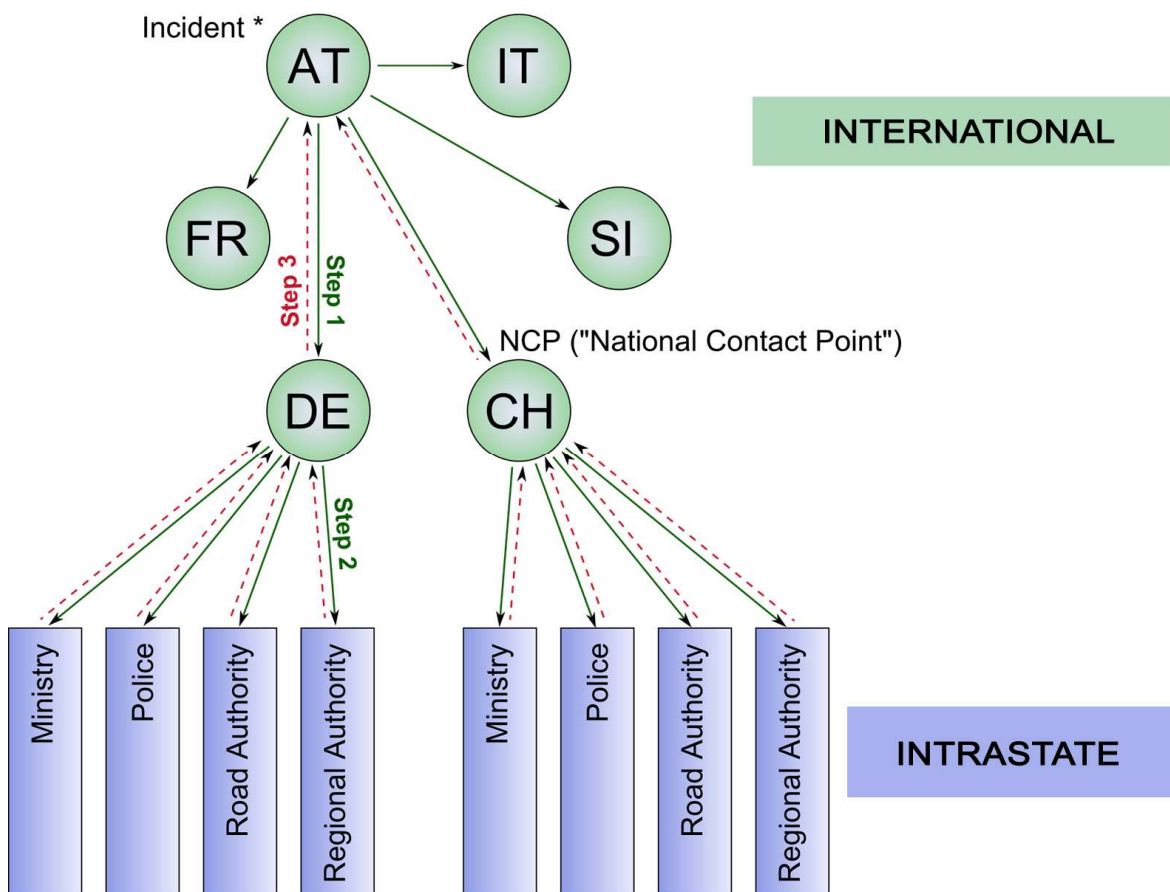 Incident *
AT
IT
INTERNATIONAL
FR
SI
Step 3
Step 1
NCP ("National Contact Point")
DE
CH
Step 2
Ministry
Police
Road Authority
Regional Authority
Ministry
Police
Road Authority
Regional Authority
INTRASTATE